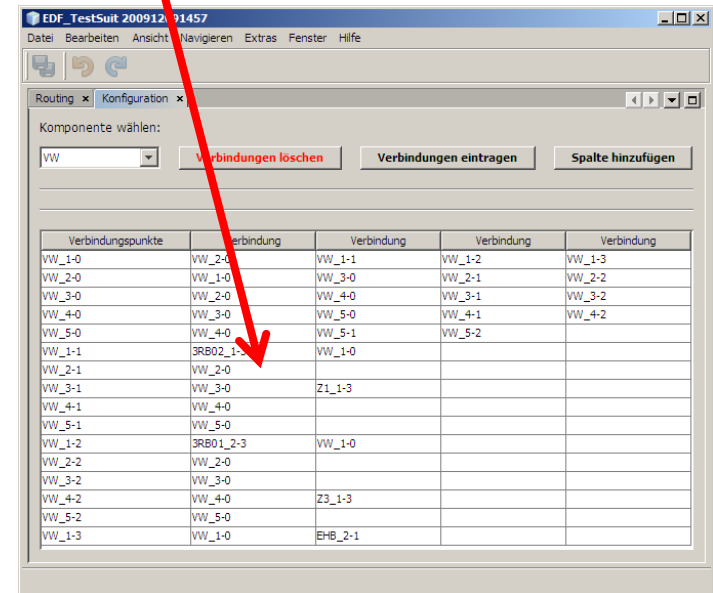 EDF_TestSuit 200912091457
Datei Bearbeiten Ansicht Navigieren Extras Fenster Hilfe
Routing Konfiguration
Komponente wählen:
VW Verbindungen löschen Verbindungen eintragen Spalte hinzufügen
Verbindungspunkte Verbindung Verbindung Verbindung Verbindung
VW_1-0 VW_2-0 VW_1-1 VW_1-2 VW_1-3
VW_2-0 VW_1-0 VW_3-0 VW_2-1 VW_2-2
VW_3-0 VW_2-0 VW_4-0 VW_3-1 VW_3-2
VW_4-0 VW_3-0 VW_5-0 VW_4-1 VW_4-2
VW_5-0 VW_4-0 VW_5-1 VW_5-2
VW_1-1 3RB02_1-3 VW_1-0
VW_2-1 VW_2-0
VW_3-1 VW_3-0 Z1_1-3
VW_4-1 VW_4-0
VW_5-1 VW_5-0
VW_1-2 3RB01_2-3 VW_1-0
VW_2-2 VW_2-0
VW_3-2 VW_3-0
VW_4-2 VW_4-0 Z3_1-3
VW_5-2 VW_5-0
VW_1-3 VW_1-0 EHB_2-1